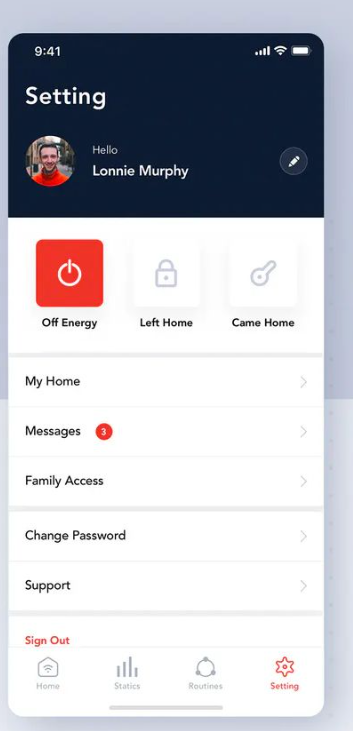 9:41
Setting
Hello
Lonnie Murphy
Off Energy
Left Home
Came Home
My Home
Messages 3
Family Access
Change Password
Support
Sign Out
Home
Statics
Routines
Setting